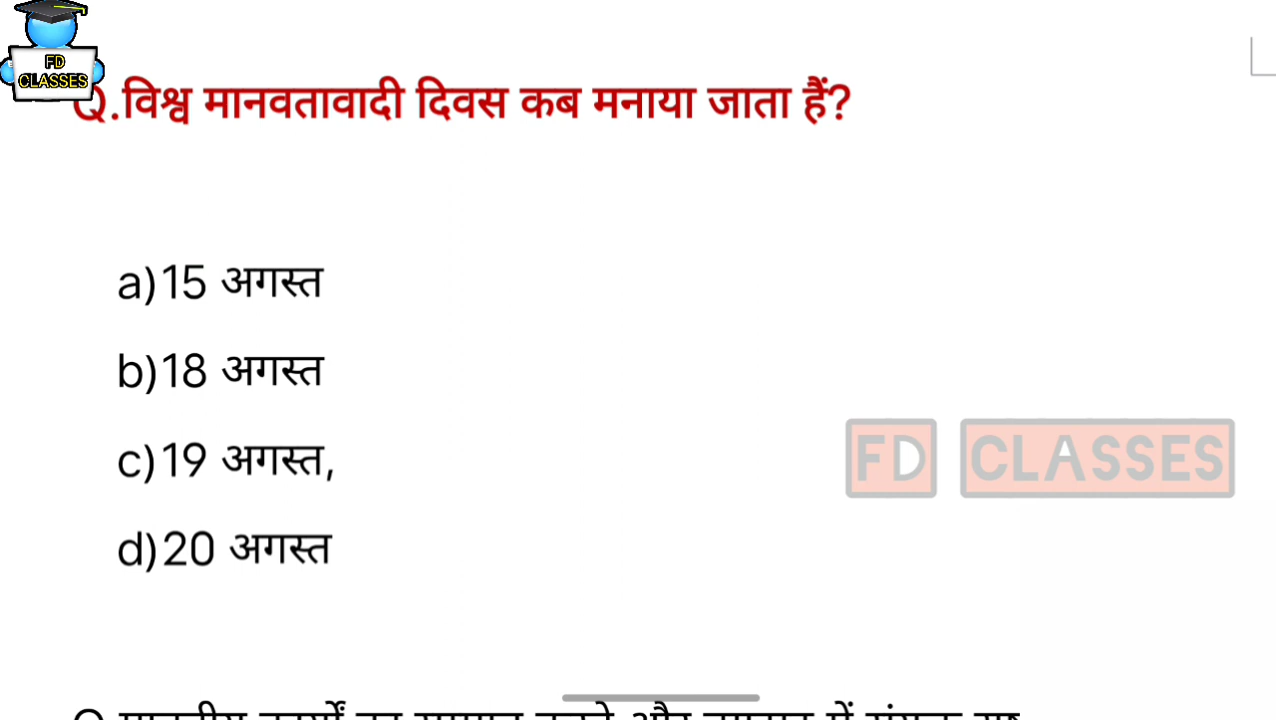 FD
CLASSES
Q.विश्व मानवतावादी दिवस कब मनाया जाता हैं?
a)15 अगस्त
b)18 अगस्त
c)19 अगस्त,
d)20 अगस्त
FD CLASSES